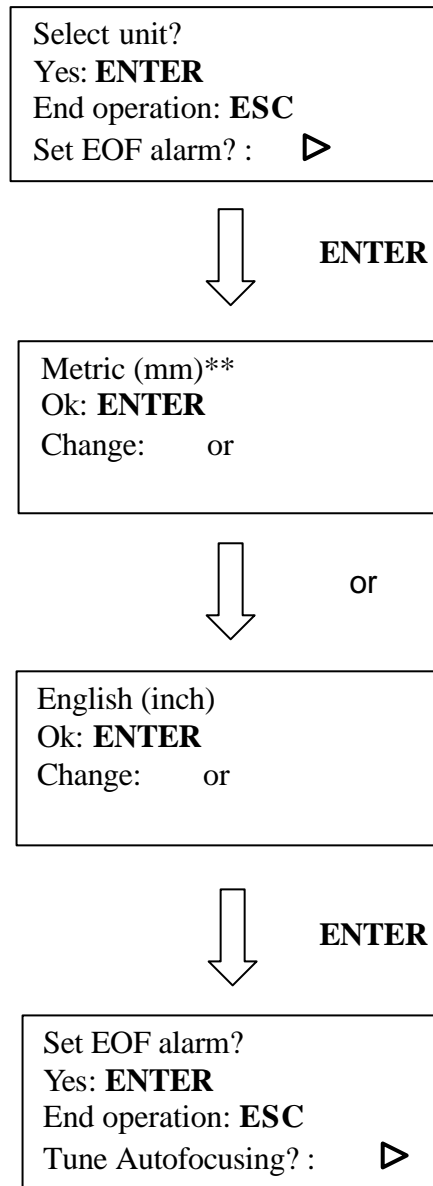 Select unit?
Yes: ENTER
End operation: ESC
Set EOF alarm? :
ENTER
Metric (mm)**
Ok: ENTER
Change: or
or
English (inch)
Ok: ENTER
Change: or
ENTER
Set EOF alarm?
Yes: ENTER
End operation: ESC
Tune Autofocusing? :